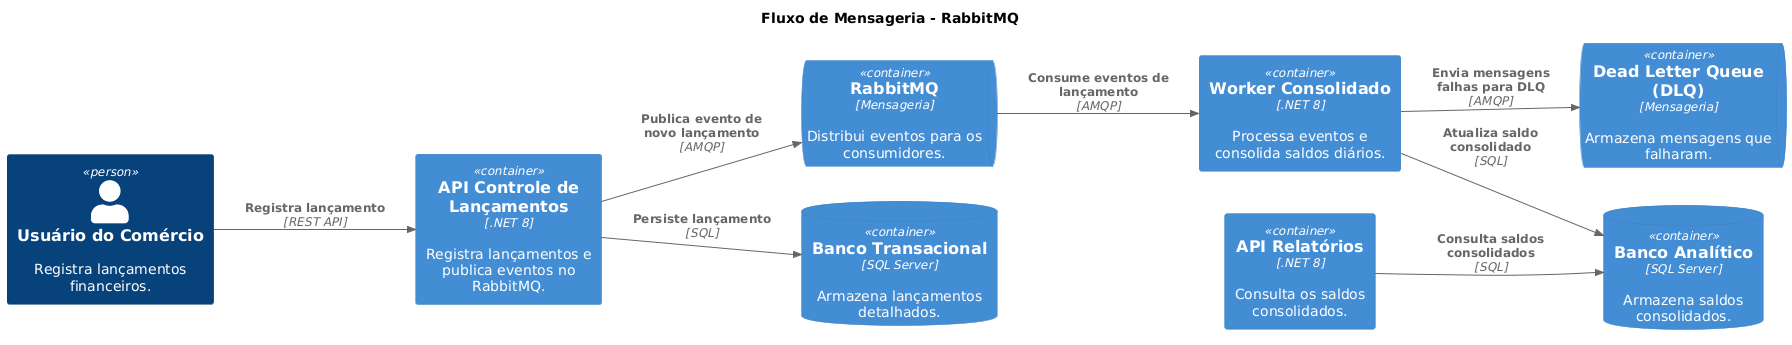 Fluxo de Mensageria - RabbitMQ
«person»
Usuário do Comércio
Registra lançamentos
financeiros.
Registra lançamento
[REST API]
«container»
API Controle de
Lançamentos
[.NET 8]
Registra lançamentos e
publica eventos no
RabbitMQ.
Publica evento de
novo lançamento
[AMQP]
Persiste lançamento
[SQL]
«container»
RabbitMQ
[Mensageria]
Distribui eventos para os
consumidores.
«container»
Banco Transacional
[SQL Server]
Armazena lançamentos
detalhados.
Consume eventos de
lançamento
[AMQP]
«container»
Worker Consolidado
[.NET 8]
Processa eventos e
consolida saldos diários.
«container»
API Relatórios
[.NET 8]
Consulta os saldos
consolidados.
Envia mensagens
falhas para DLQ
[AMQP]
Atualiza saldo
consolidado
[SQL]
Consulta saldos
consolidados
[SQL]
«container»
Dead Letter Queue
(DLQ)
[Mensageria]
Armazena mensagens que
falharam.
«container»
Banco Analítico
[SQL Server]
Armazena saldos
consolidados.